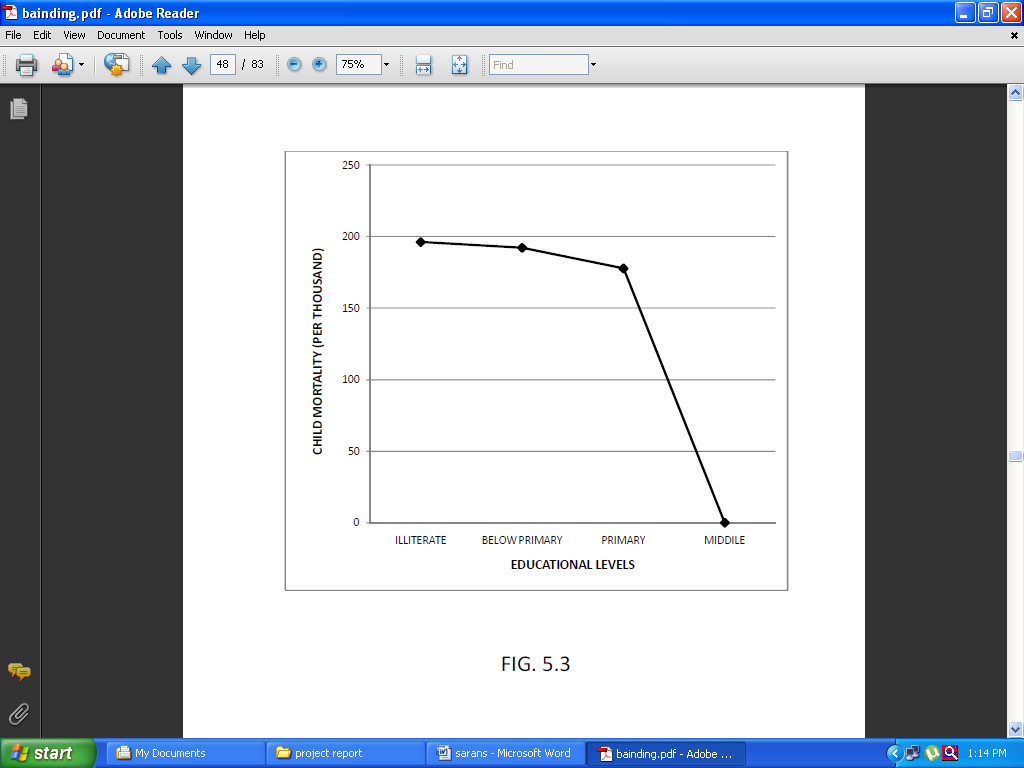 bainding.pdf - Adobe Reader
File Edit View Document Tools Window Help
48 / 83 75% Find
250
200
150
100
50
0
CHILD MORTALITY (PER THOUSAND)
ILLITERATE BELOW PRIMARY PRIMARY MIDDLE
EDUCATIONAL LEVELS
FIG. 5.3
start My Documents project report sarans - Microsoft Word bainding.pdf - Adobe ... 1:14 PM